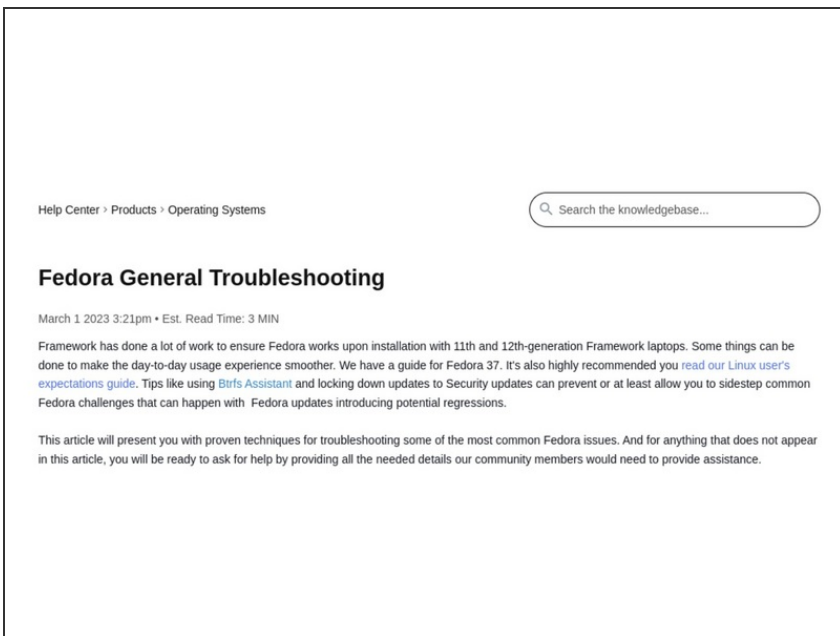 Help Center › Products › Operating Systems
Search the knowledgebase...
Fedora General Troubleshooting
March 1 2023 3:21pm • Est. Read Time: 3 MIN
Framework has done a lot of work to ensure Fedora works upon installation with 11th and 12th-generation Framework laptops. Some things can be
done to make the day-to-day usage experience smoother. We have a guide for Fedora 37. It's also highly recommended you read our Linux user's
expectations guide. Tips like using Btrfs Assistant and locking down updates to Security updates can prevent or at least allow you to sidestep common
Fedora challenges that can happen with  Fedora updates introducing potential regressions.
This article will present you with proven techniques for troubleshooting some of the most common Fedora issues. And for anything that does not appear
in this article, you will be ready to ask for help by providing all the needed details our community members would need to provide assistance.